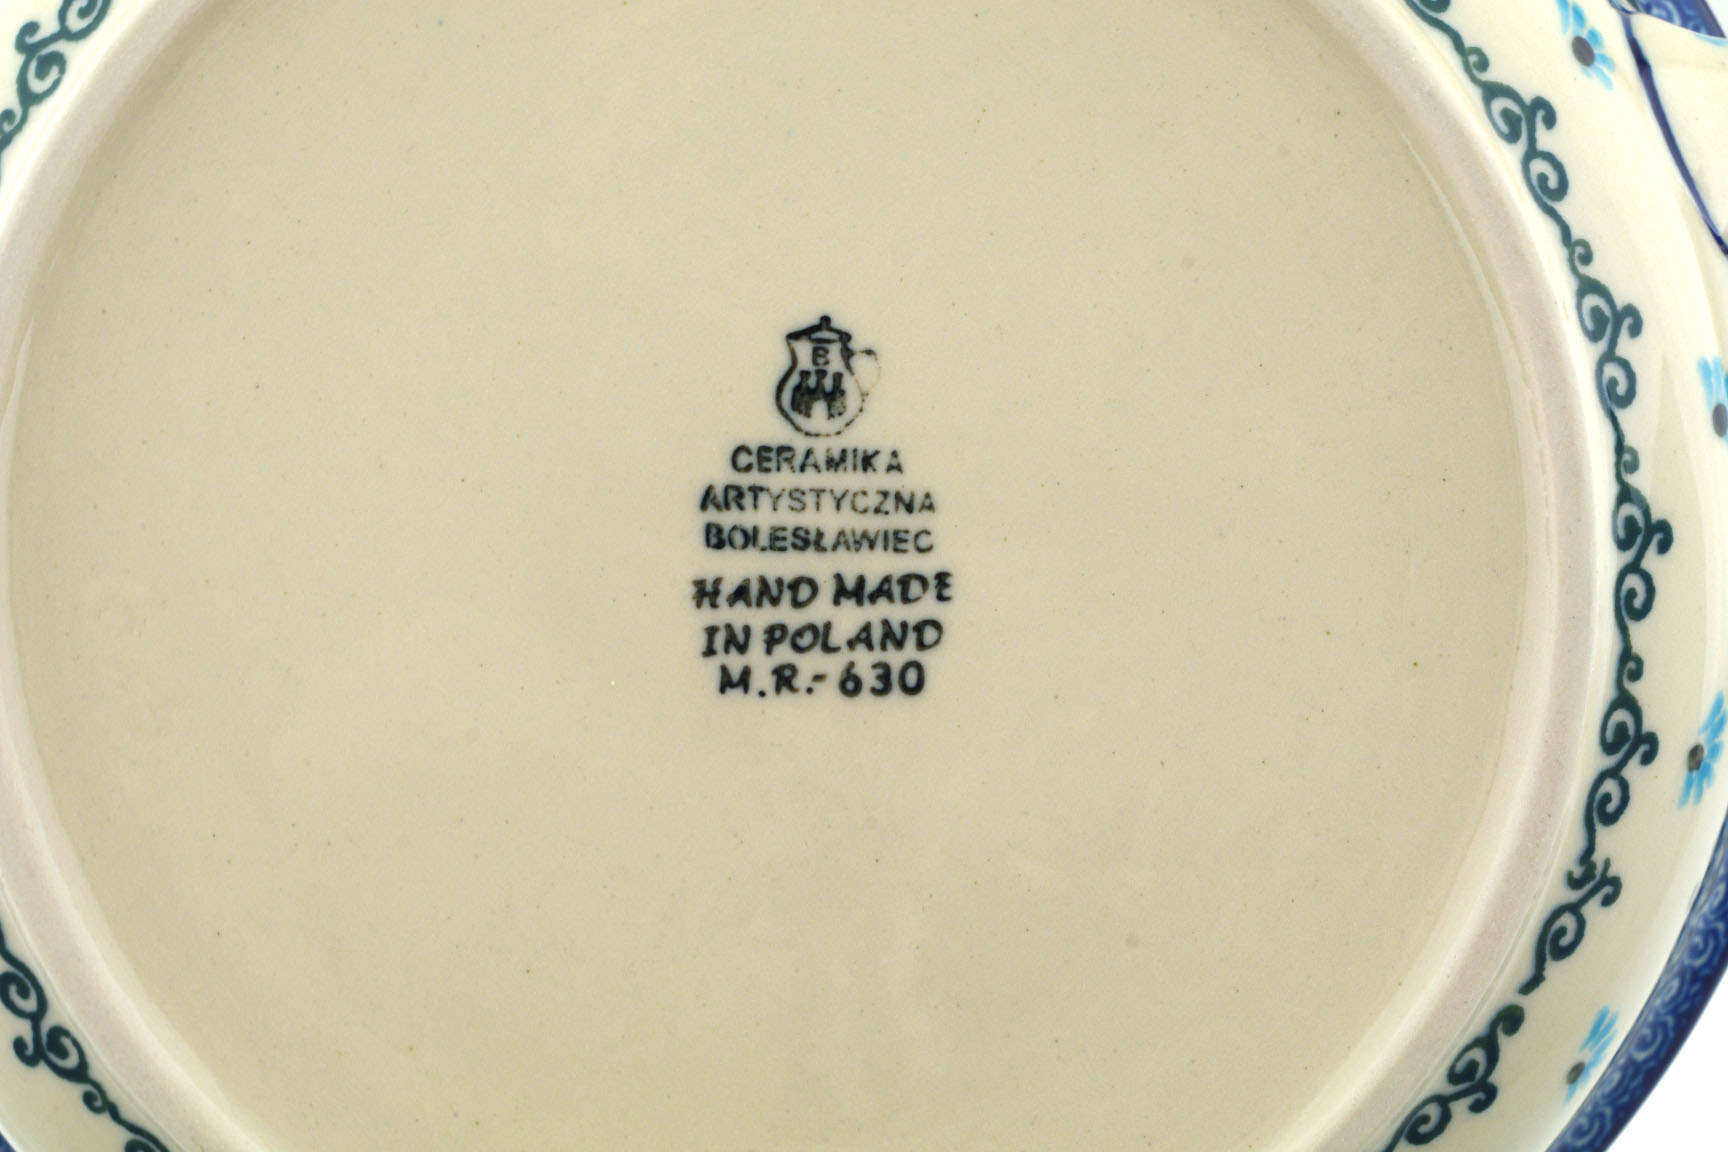 B
CERAMIKA
ARTYSTYCZNA
BOLESŁAWIEC
HAND MADE
IN POLAND
M.R.-630